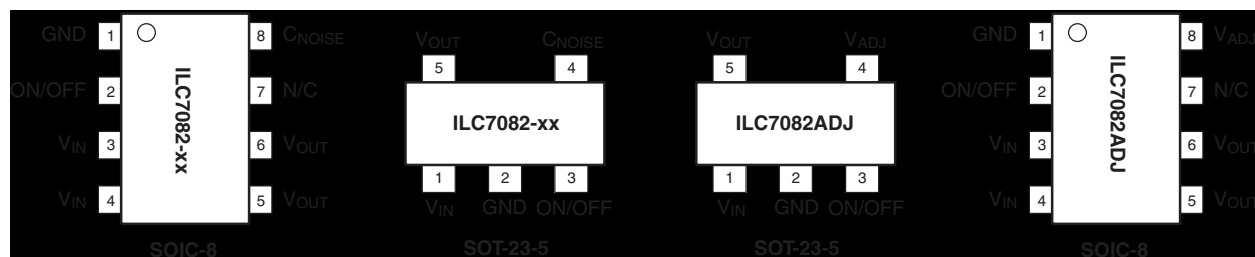 GND 1 8 CNOISE
ON/OFF 2 7 N/C
VIN 3 6 VOUT
VIN 4 5 VOUT
ILC7082-xx
SOIC-8
VOUT CNOISE
5 4
ILC7082-xx
1 2 3
VIN GND ON/OFF
SOT-23-5
VOUT VADJ
5 4
ILC7082ADJ
1 2 3
VIN GND ON/OFF
SOT-23-5
GND 1 8 VADJ
ON/OFF 2 7 N/C
VIN 3 6 VOUT
VIN 4 5 VOUT
ILC7082ADJ
SOIC-8